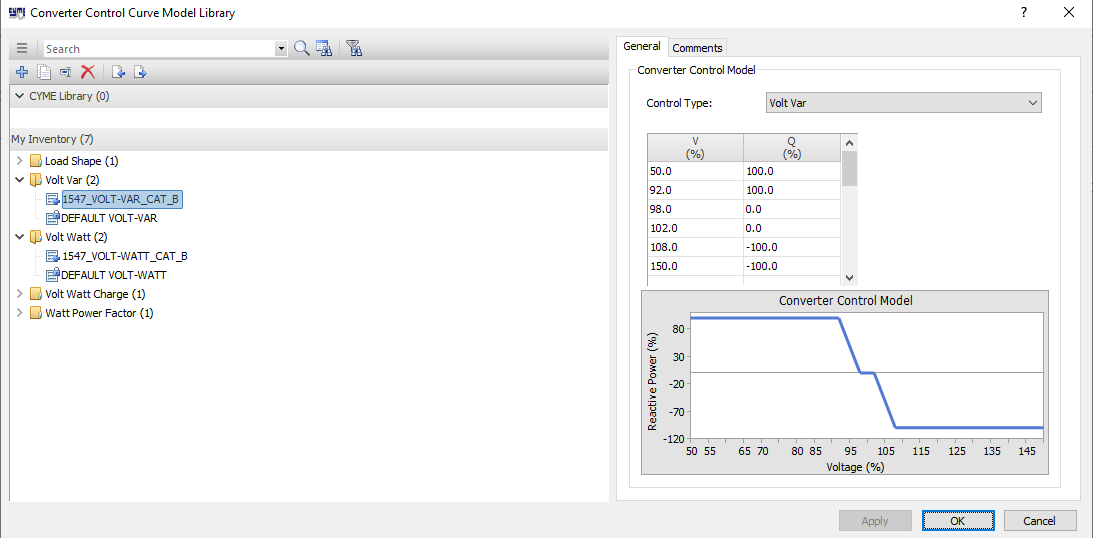 CYME Converter Control Curve Model Library
Search
CYME Library (0)
My Inventory (7)
Load Shape (1)
Volt Var (2)
1547_VOLT-VAR_CAT_B
DEFAULT VOLT-VAR
Volt Watt (2)
1547_VOLT-WATT_CAT_B
DEFAULT VOLT-WATT
Volt Watt Charge (1)
Watt Power Factor (1)
General Comments
Converter Control Model
Control Type: Volt Var
V Q
(%) (%)
50.0 100.0
92.0 100.0
98.0 0.0
102.0 0.0
108.0 -100.0
150.0 -100.0
Converter Control Model
Reactive Power (%)
80
30
-20
-70
-120
50 55 65 70 80 85 95 105 115 125 135 145
Voltage (%)
Apply OK Cancel